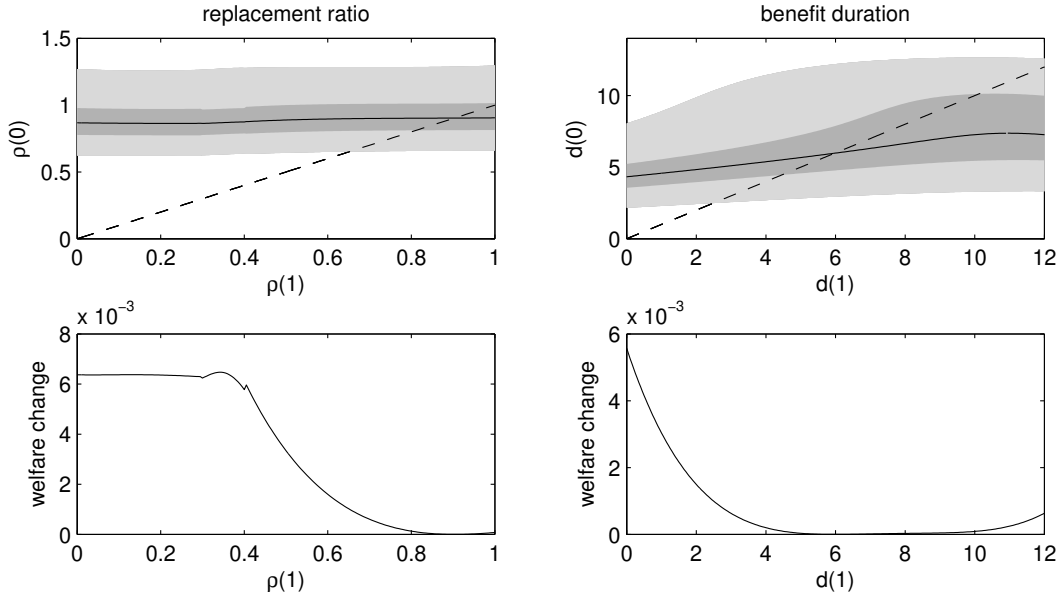 replacement ratio
1.5
1
0.5
0
ρ(0)
0 0.2 0.4 0.6 0.8 1
ρ(1)
benefit duration
10
5
0
d(0)
0 2 4 6 8 10 12
d(1)
x 10⁻³
8
6
4
2
0
welfare change
0 0.2 0.4 0.6 0.8 1
ρ(1)
x 10⁻³
6
4
2
0
welfare change
0 2 4 6 8 10 12
d(1)